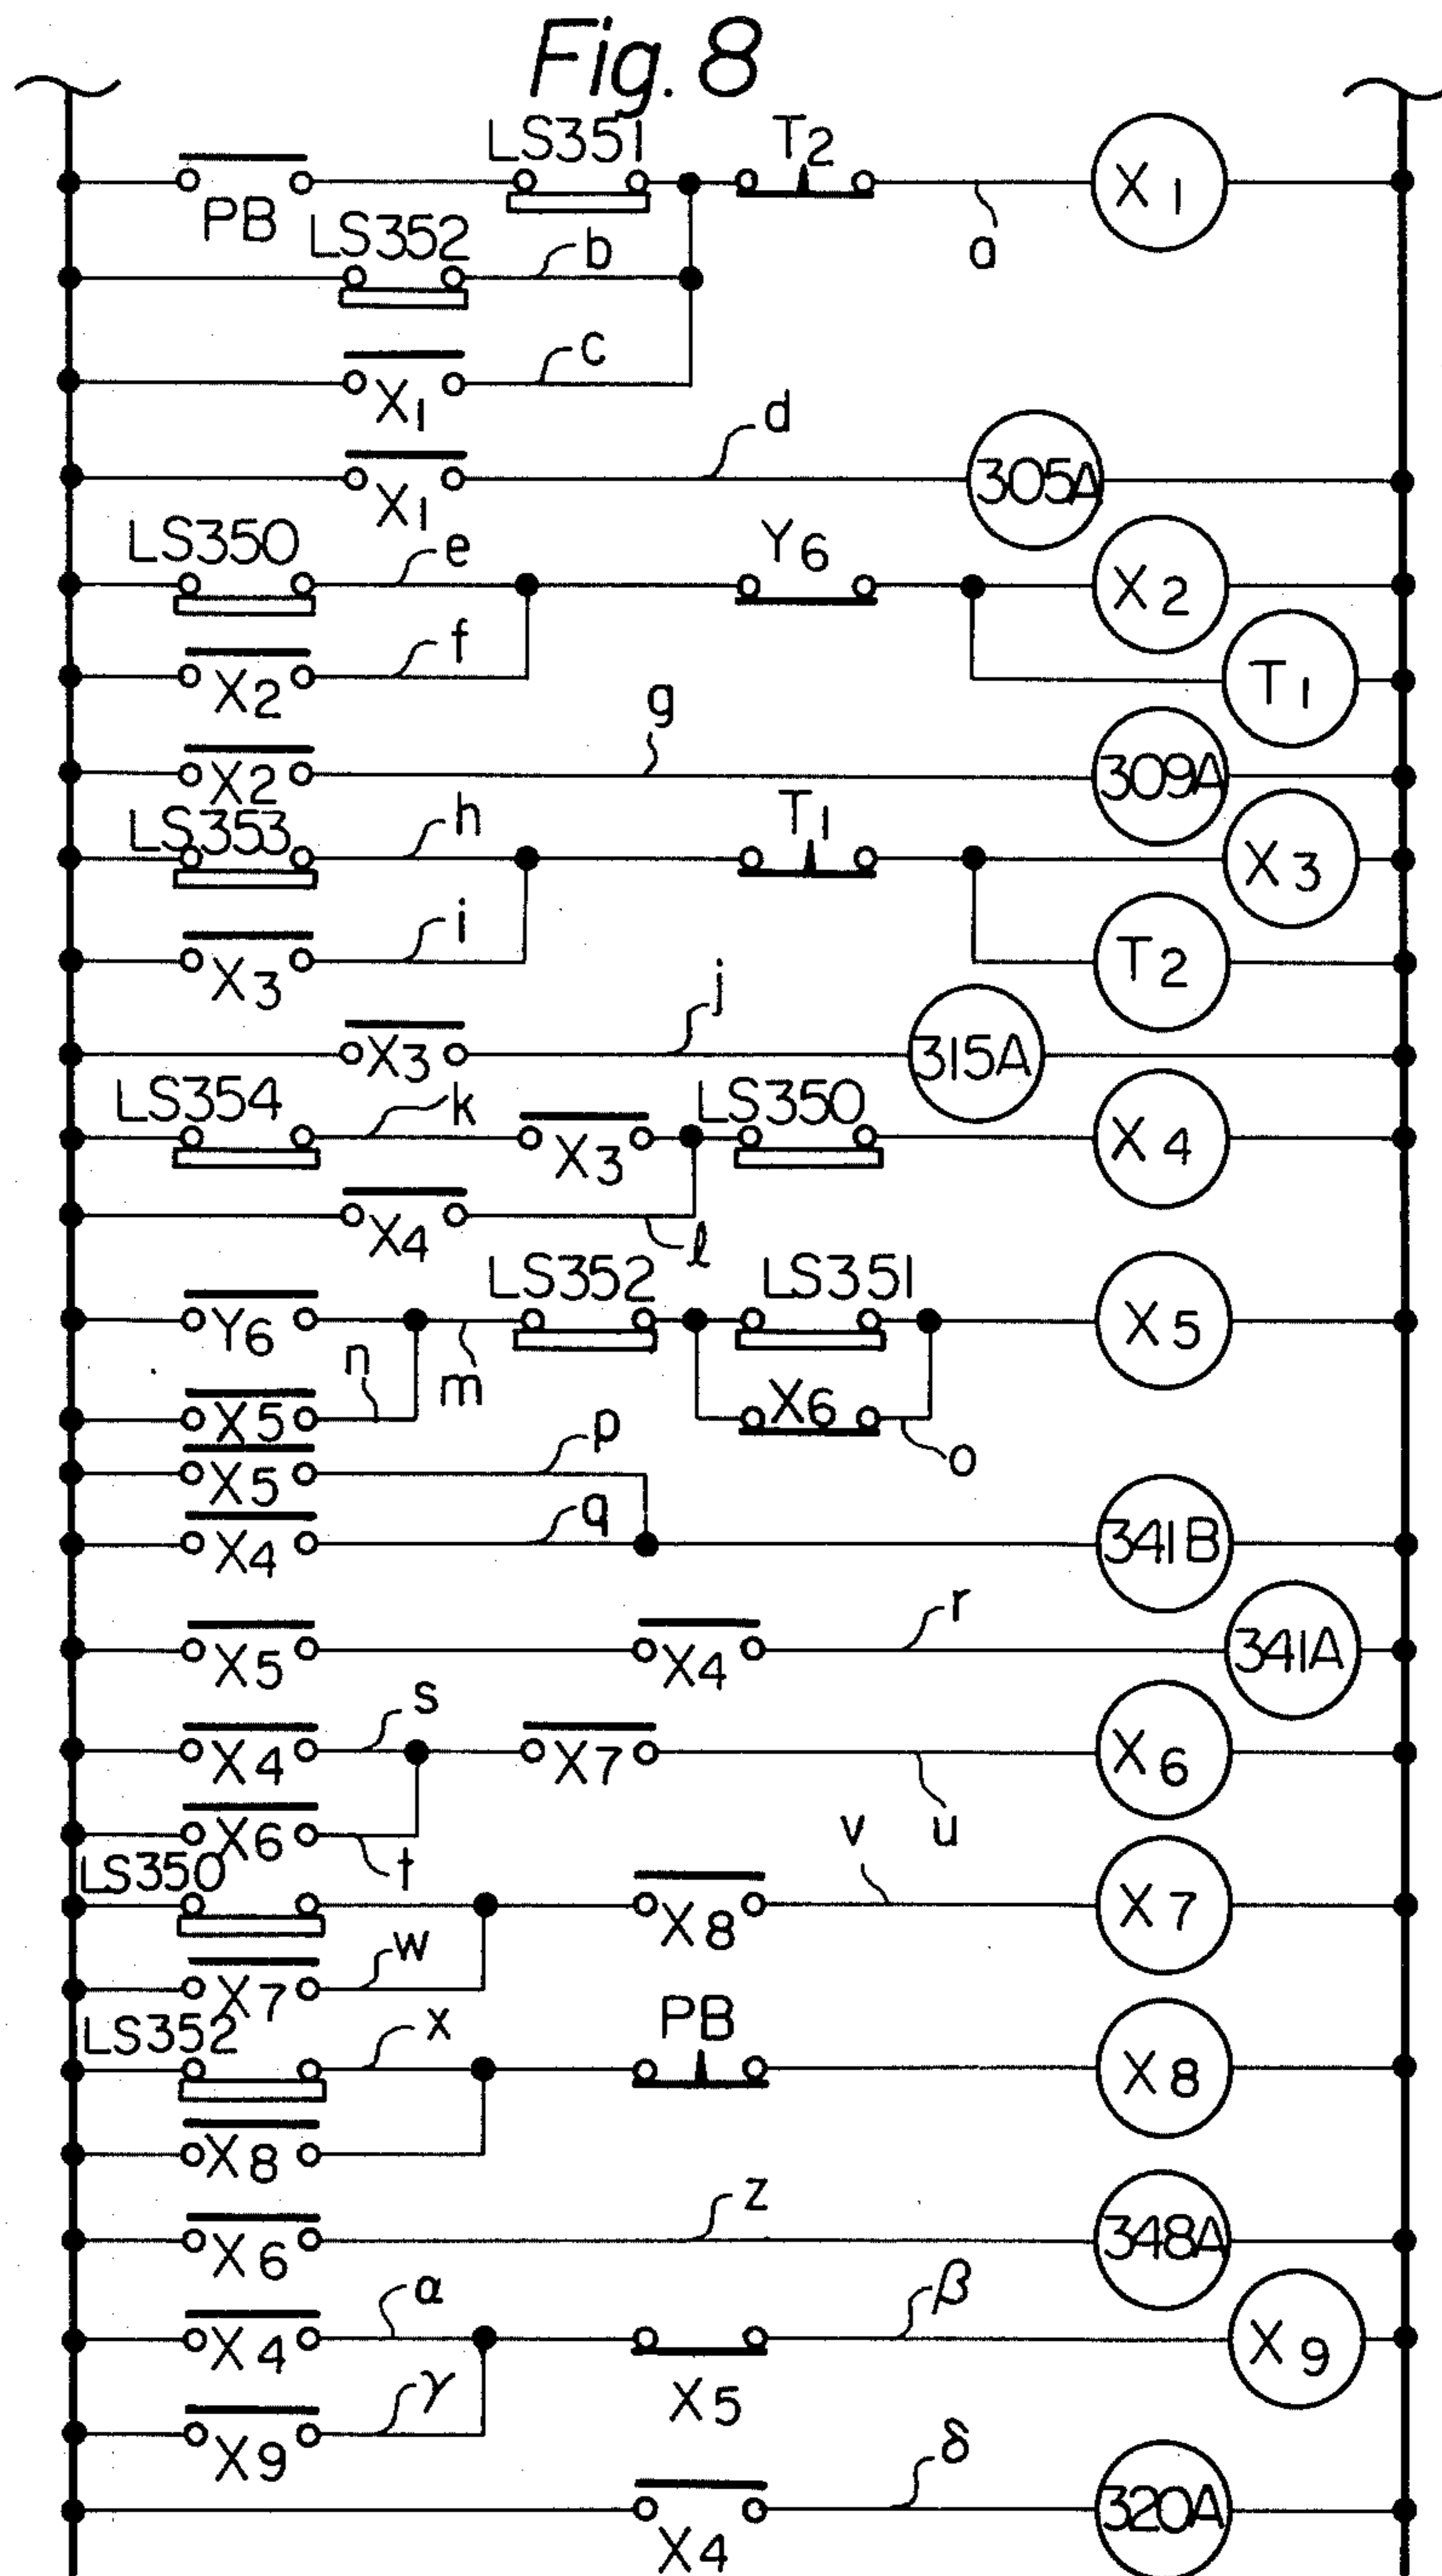 Fig. 8
LS351 T2
PB X1
LS352 b a
c
X1
d
X1 305A
LS350 e Y6 X2
f
X2 T1
g
X2 309A
LS353 h T1 X3
i
X3 T2
j
X3 315A
LS354 k X3 LS350 X4
X4 l
LS352 LS351
Y6 X5
n m
X5 X6
p o
X5
q
X4 341B
r
X5 X4 341A
s
X4 X7 X6
X6 t u
LS350 v
X8 X7
w
X7
LS352 x PB
X8
X8
z
X6 348A
α β
X4 X9
γ X5
X9
δ
X4 320A